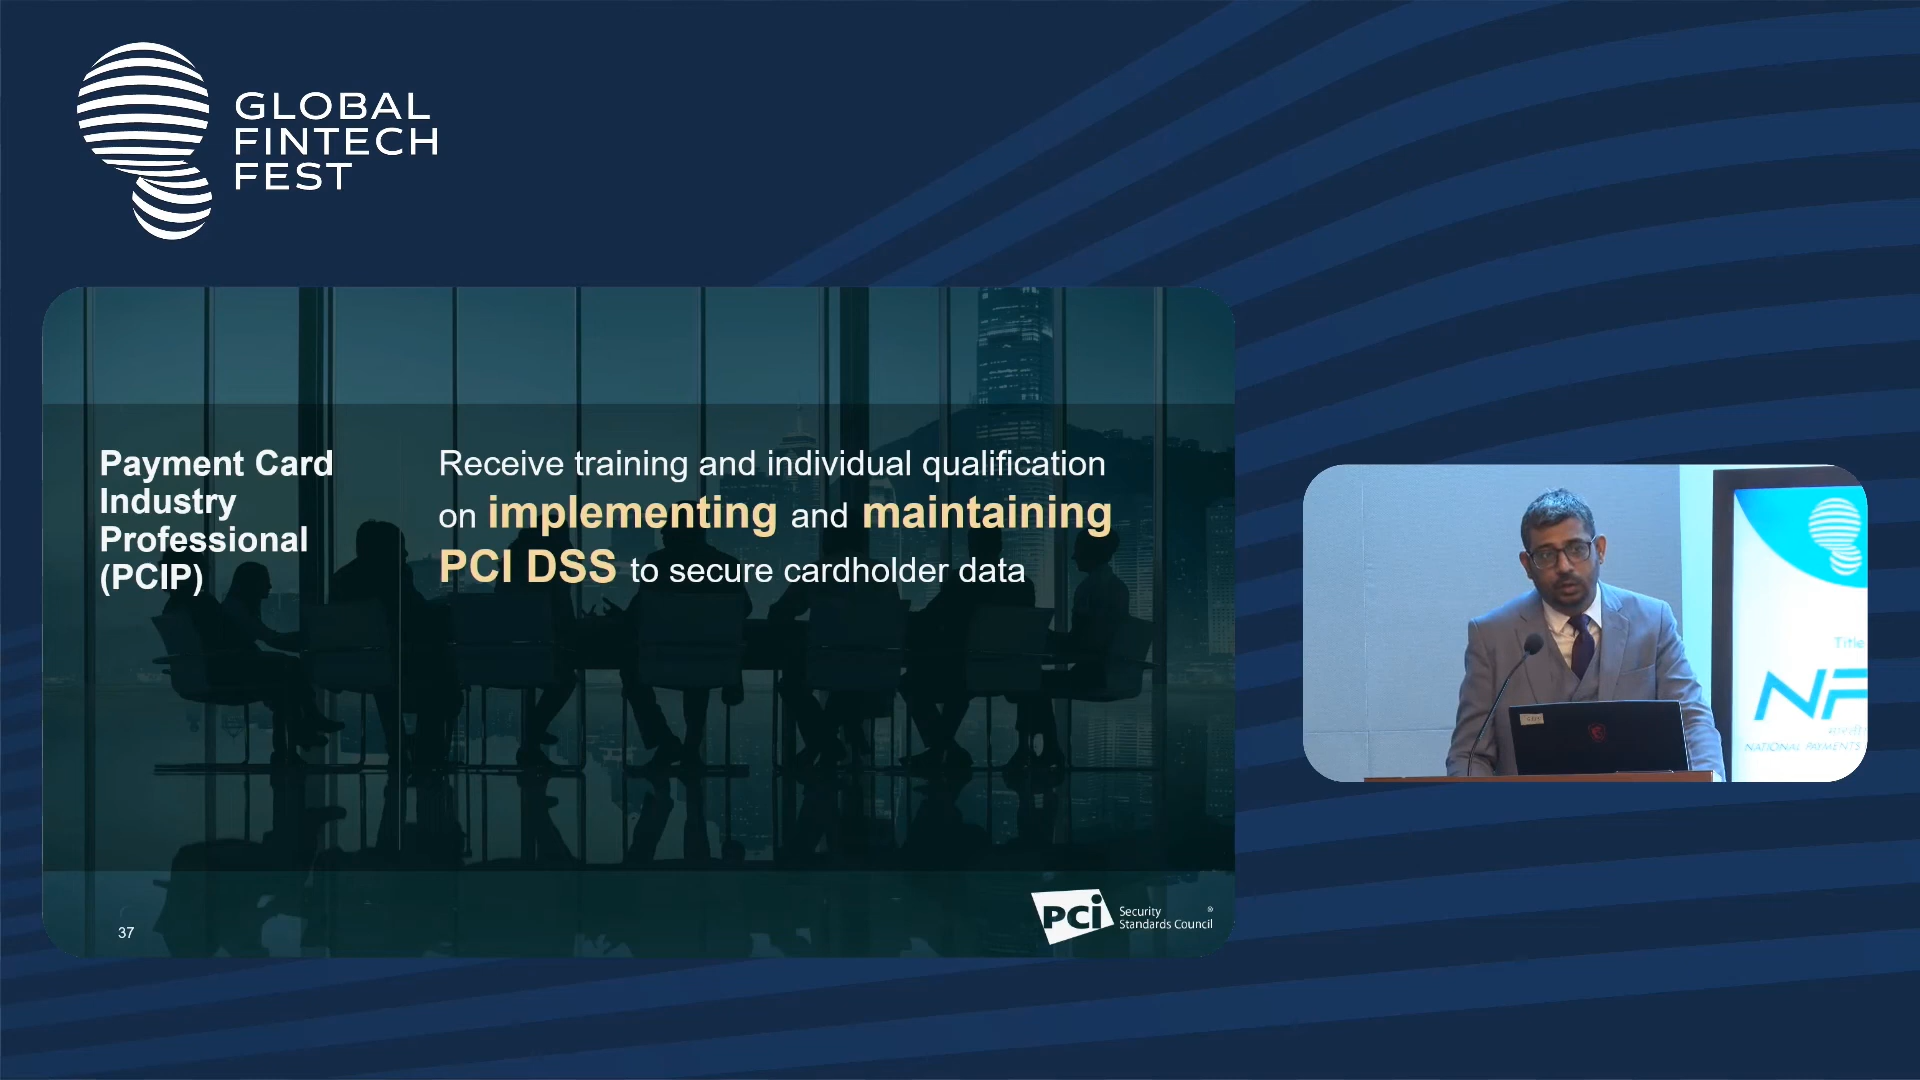 GLOBAL
FINTECH
FEST
Payment Card
Industry
Professional
(PCIP)
Receive training and individual qualification
on implementing and maintaining
PCI DSS to secure cardholder data
37
PCi Security
Standards Council ®
Title
NATIONAL PAYMENTS